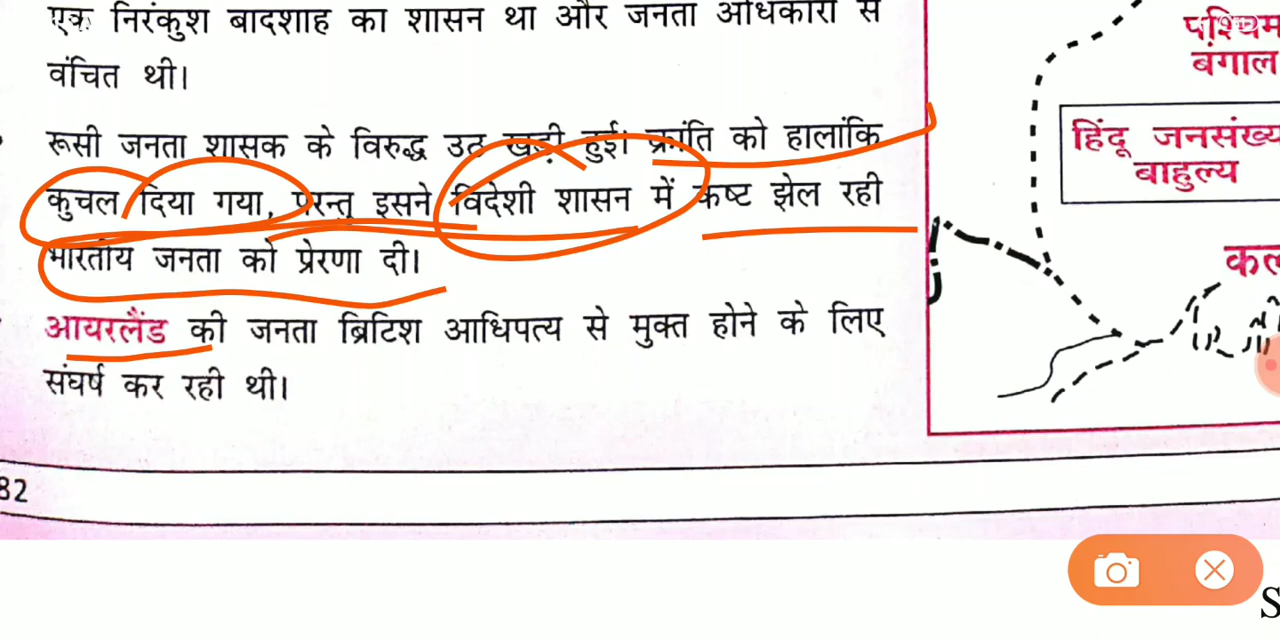 एक निरंकुश बादशाह का शासन था और जनता अधिकारों से
वंचित थी।
रूसी जनता शासक के विरुद्ध उठ खड़ी हुई। क्रांति को हालांकि
कुचल दिया गया, परन्तु इसने विदेशी शासन में कष्ट झेल रही
भारतीय जनता को प्रेरणा दी।
आयरलैंड की जनता ब्रिटिश आधिपत्य से मुक्त होने के लिए
संघर्ष कर रही थी।
82
पश्चिम
बंगाल
हिंदू जनसंख्य
बाहुल्य
कल
S